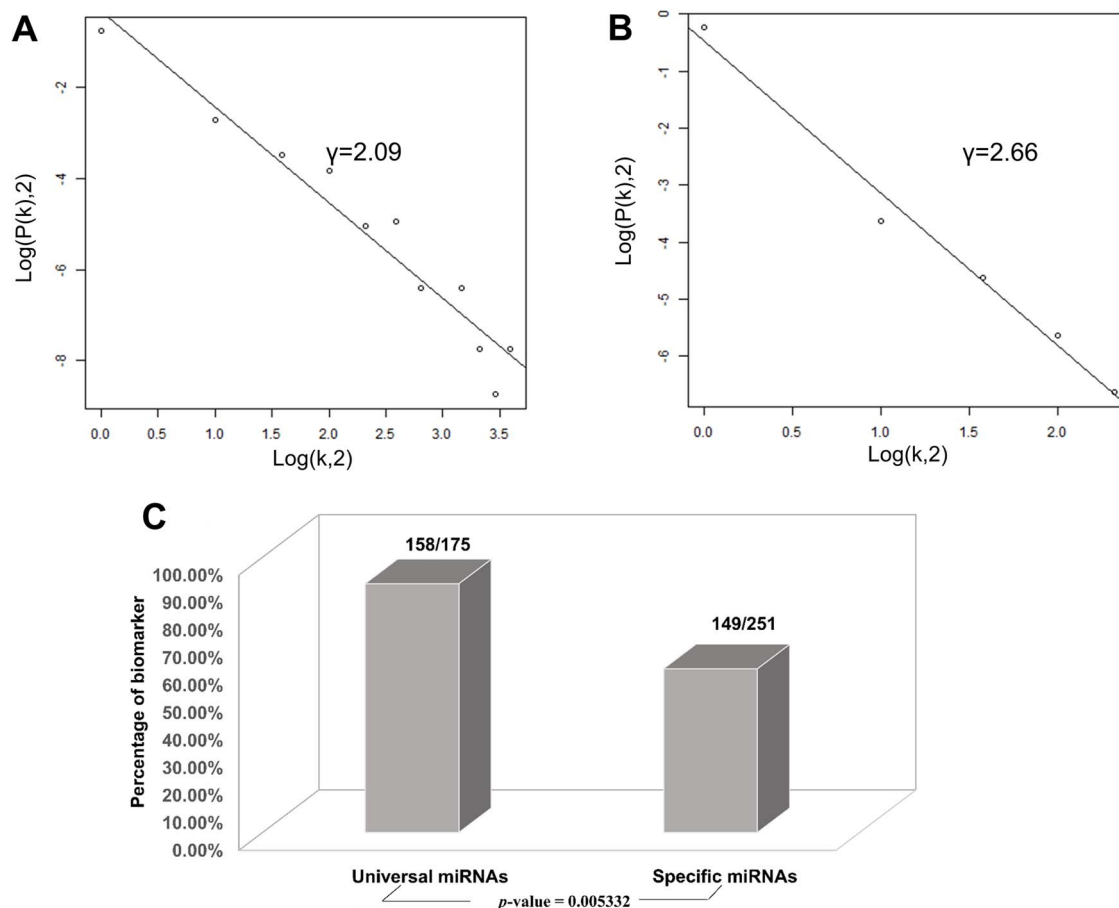 A
γ=2.09
Log(P(k),2)
-2
-4
-6
-8
0.0 0.5 1.0 1.5 2.0 2.5 3.0 3.5
Log(k,2)
B
γ=2.66
Log(P(k),2)
0
-1
-2
-3
-4
-5
-6
0.0 0.5 1.0 1.5 2.0
Log(k,2)
C
158/175
149/251
Percentage of biomarker
100.00%
90.00%
80.00%
70.00%
60.00%
50.00%
40.00%
30.00%
20.00%
10.00%
0.00%
Universal miRNAs Specific miRNAs
p-value = 0.005332